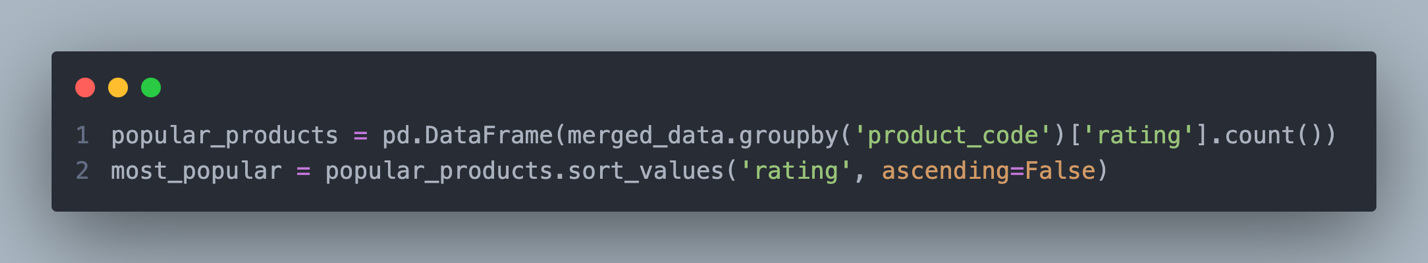 1 popular_products = pd.DataFrame(merged_data.groupby('product_code')['rating'].count())
2 most_popular = popular_products.sort_values('rating', ascending=False)